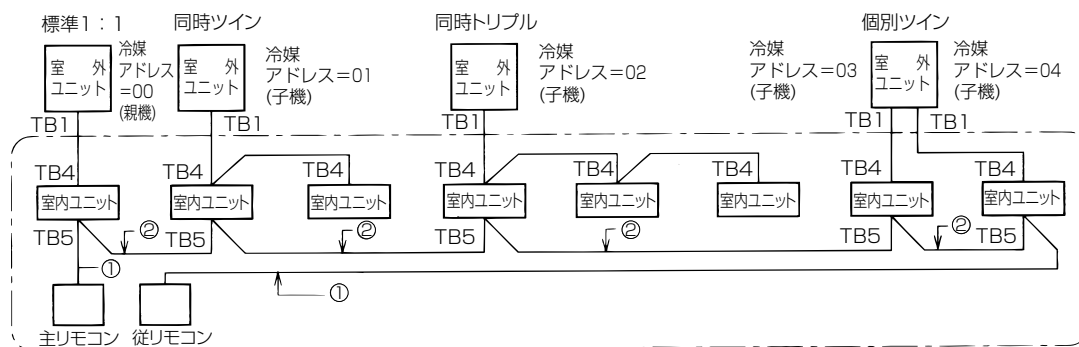 標準1：1
同時ツイン
同時トリプル
個別ツイン
室　外
ユニット
冷媒
アドレス
=00
(親機)
室　外
ユニット
冷媒
アドレス=01
(子機)
室　外
ユニット
冷媒
アドレス=02
(子機)
冷媒
アドレス=03
(子機)
室　外
ユニット
冷媒
アドレス=04
(子機)
TB1
TB1
TB1
TB1
TB1
TB4
TB4
TB4
TB4
TB4
TB4
TB4
TB4
室内ユニット
室内ユニット
室内ユニット
室内ユニット
室内ユニット
室内ユニット
室内ユニット
室内ユニット
TB5
②
TB5
②
TB5
②
TB5
②
TB5
①
①
主リモコン
従リモコン